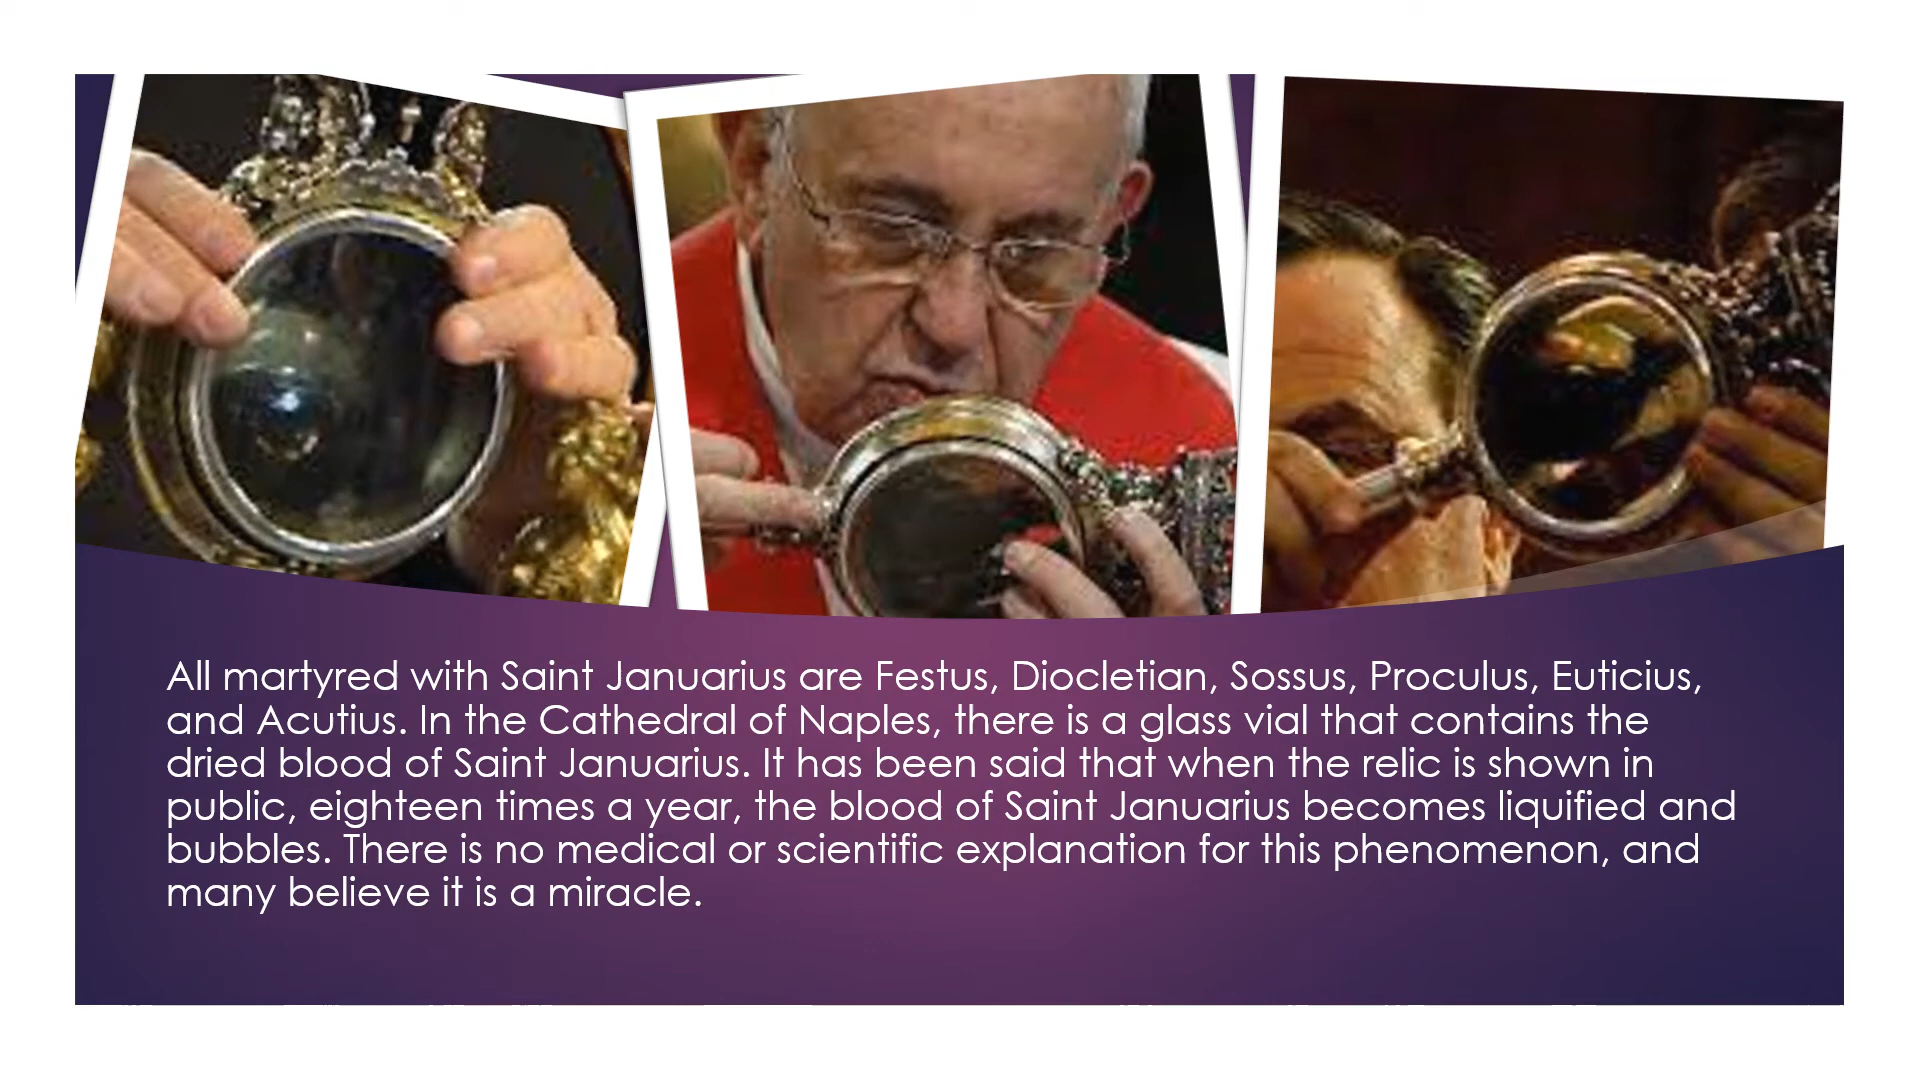 All martyred with Saint Januarius are Festus, Diocletian, Sossus, Proculus, Euticius,
and Acutius. In the Cathedral of Naples, there is a glass vial that contains the
dried blood of Saint Januarius. It has been said that when the relic is shown in
public, eighteen times a year, the blood of Saint Januarius becomes liquified and
bubbles. There is no medical or scientific explanation for this phenomenon, and
many believe it is a miracle.